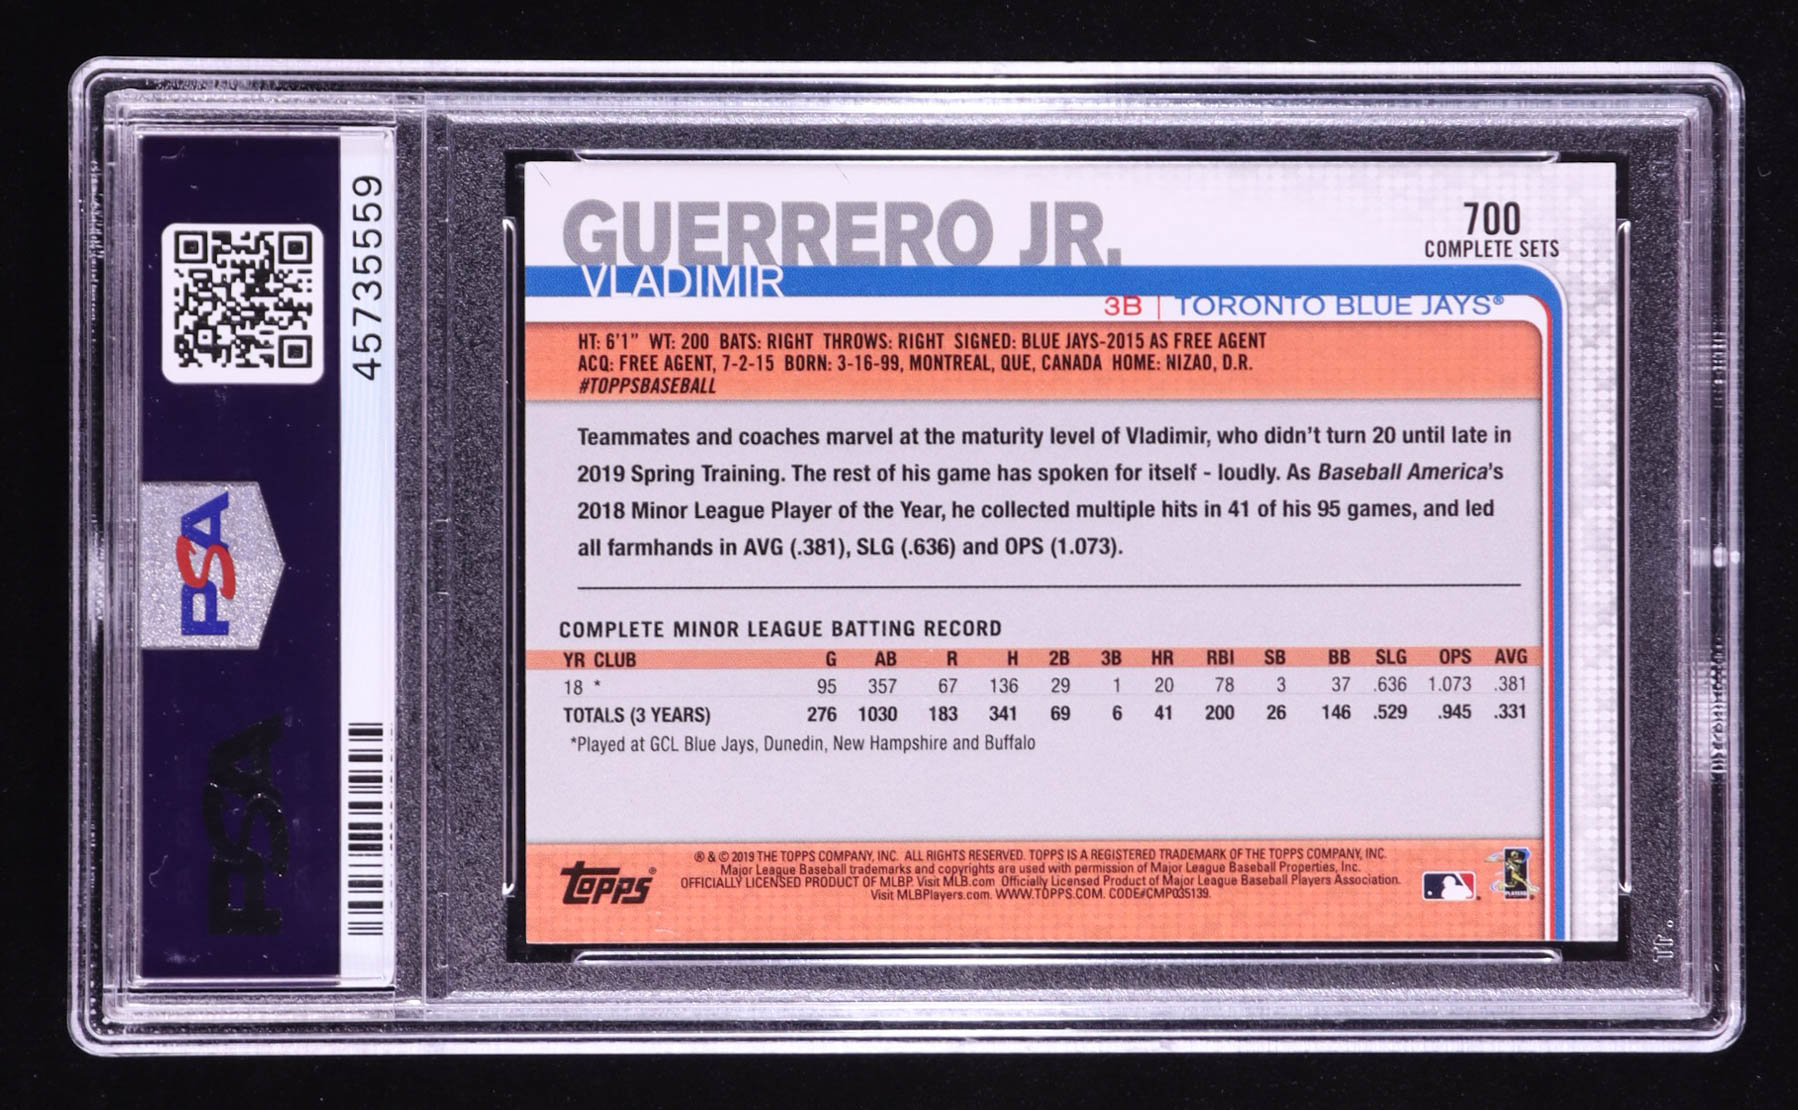 45735559
PSA
PSA
GUERRERO JR.
VLADIMIR
700
COMPLETE SETS
3B | TORONTO BLUE JAYS®
HT: 6'1" WT: 200 BATS: RIGHT THROWS: RIGHT SIGNED: BLUE JAYS-2015 AS FREE AGENT
ACQ: FREE AGENT, 7-2-15 BORN: 3-16-99, MONTREAL, QUE, CANADA HOME: NIZAO, D.R.
#TOPPSBASEBALL
Teammates and coaches marvel at the maturity level of Vladimir, who didn't turn 20 until late in
2019 Spring Training. The rest of his game has spoken for itself - loudly. As Baseball America's
2018 Minor League Player of the Year, he collected multiple hits in 41 of his 95 games, and led
all farmhands in AVG (.381), SLG (.636) and OPS (1.073).
COMPLETE MINOR LEAGUE BATTING RECORD
YR CLUB G AB R H 2B 3B HR RBI SB BB SLG OPS AVG
18 * 95 357 67 136 29 1 20 78 3 37 .636 1.073 .381
TOTALS (3 YEARS) 276 1030 183 341 69 6 41 200 26 146 .529 .945 .331
*Played at GCL Blue Jays, Dunedin, New Hampshire and Buffalo
topps®
® & © 2019 THE TOPPS COMPANY, INC. ALL RIGHTS RESERVED. TOPPS IS A REGISTERED TRADEMARK OF THE TOPPS COMPANY, INC.
Major League Baseball trademarks and copyrights are used with permission of Major League Baseball Properties, Inc.
OFFICIALLY LICENSED PRODUCT OF MLBP. Visit MLB.com Officially Licensed Product of Major League Baseball Players Association.
Visit MLBPlayers.com. WWW.TOPPS.COM. CODE#CMP035139.